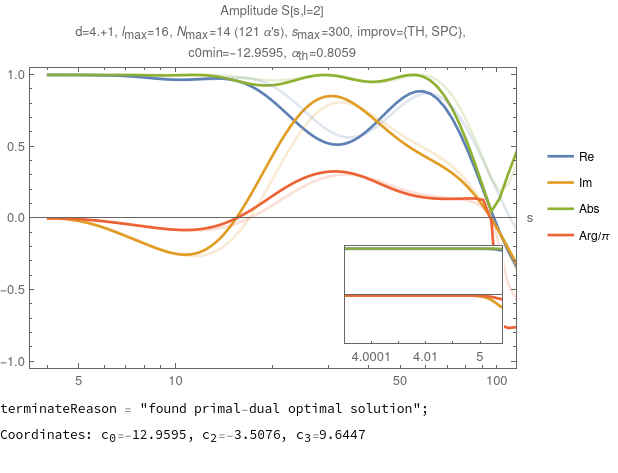 Amplitude S[s,l=2]
d=4.+1, lmax=16, Nmax=14 (121 α's), smax=300, improv={TH, SPC},
c0min=-12.9595, αth=0.8059
1.0
0.5
0.0
-0.5
-1.0
5 10 50 100
s
Re
Im
Abs
Arg/π
4.0001 4.01 5
terminateReason = "found primal-dual optimal solution";
Coordinates: c0=-12.9595, c2=-3.5076, c3=9.6447